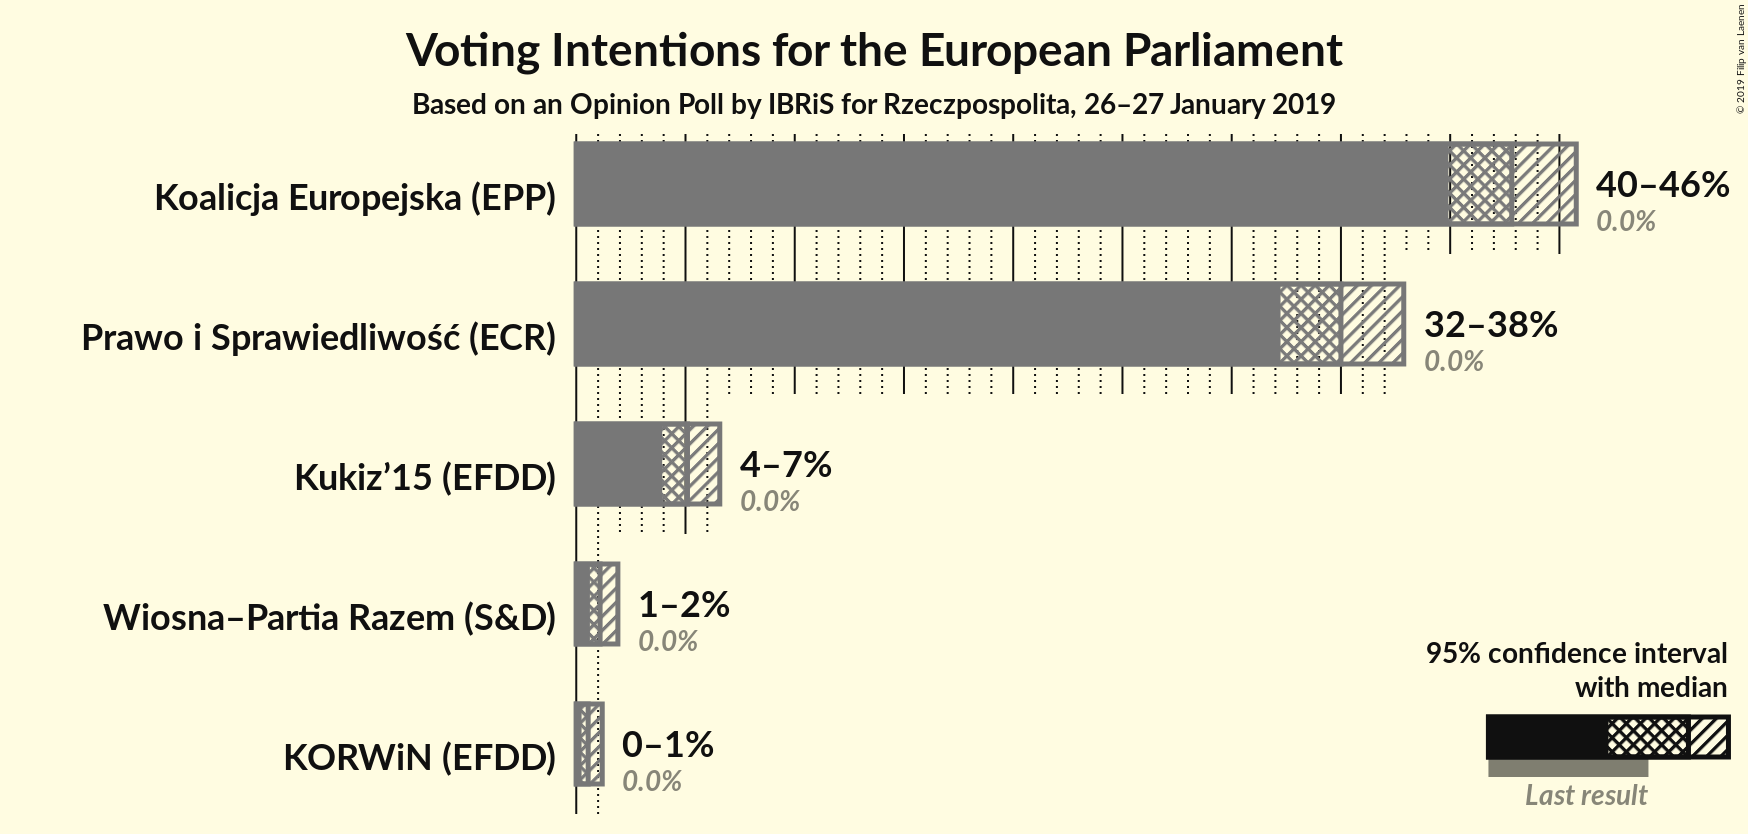 Voting Intentions for the European Parliament
Based on an Opinion Poll by IBRiS for Rzeczpospolita, 26–27 January 2019
© 2019 Filip van Laenen
Koalicja Europejska (EPP)
40–46%
0.0%
Prawo i Sprawiedliwość (ECR)
32–38%
0.0%
Kukiz’15 (EFDD)
4–7%
0.0%
Wiosna–Partia Razem (S&D)
1–2%
0.0%
KORWiN (EFDD)
0–1%
0.0%
95% confidence interval
with median
Last result